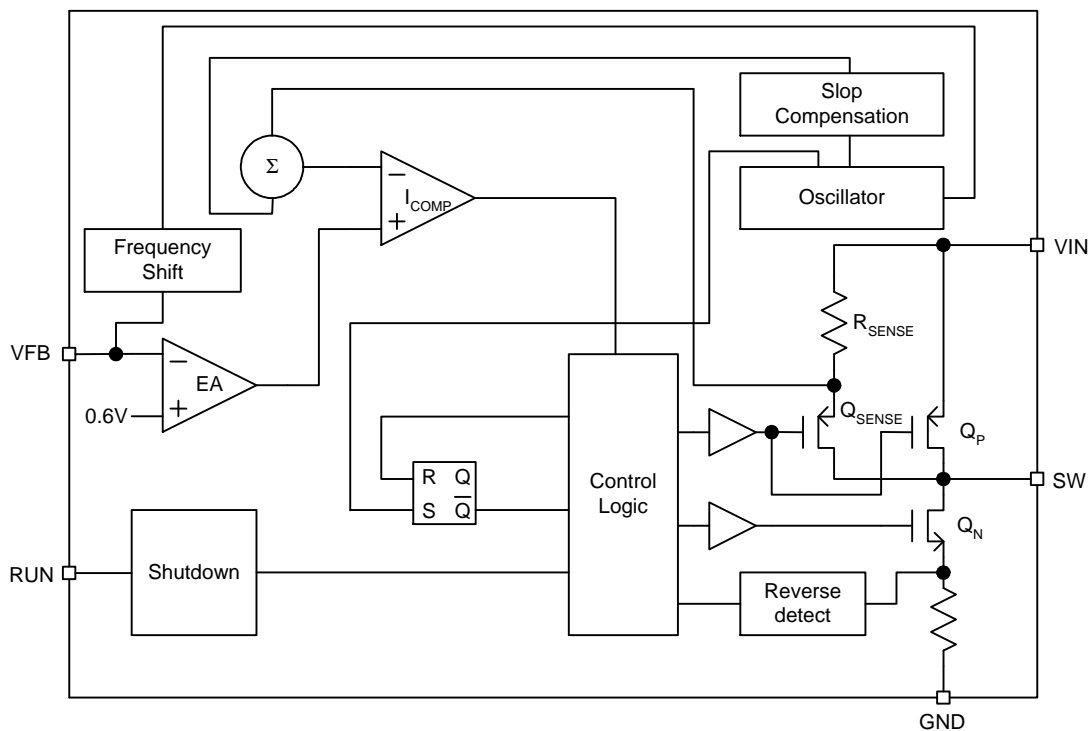 Slop
Compensation
Σ
−
I_COMP
+
Oscillator
Frequency
Shift
VIN
R_SENSE
VFB
−
EA
0.6V
+
Q_SENSE
Q_P
R Q
S Q̅
Control
Logic
SW
Q_N
RUN
Shutdown
Reverse
detect
GND